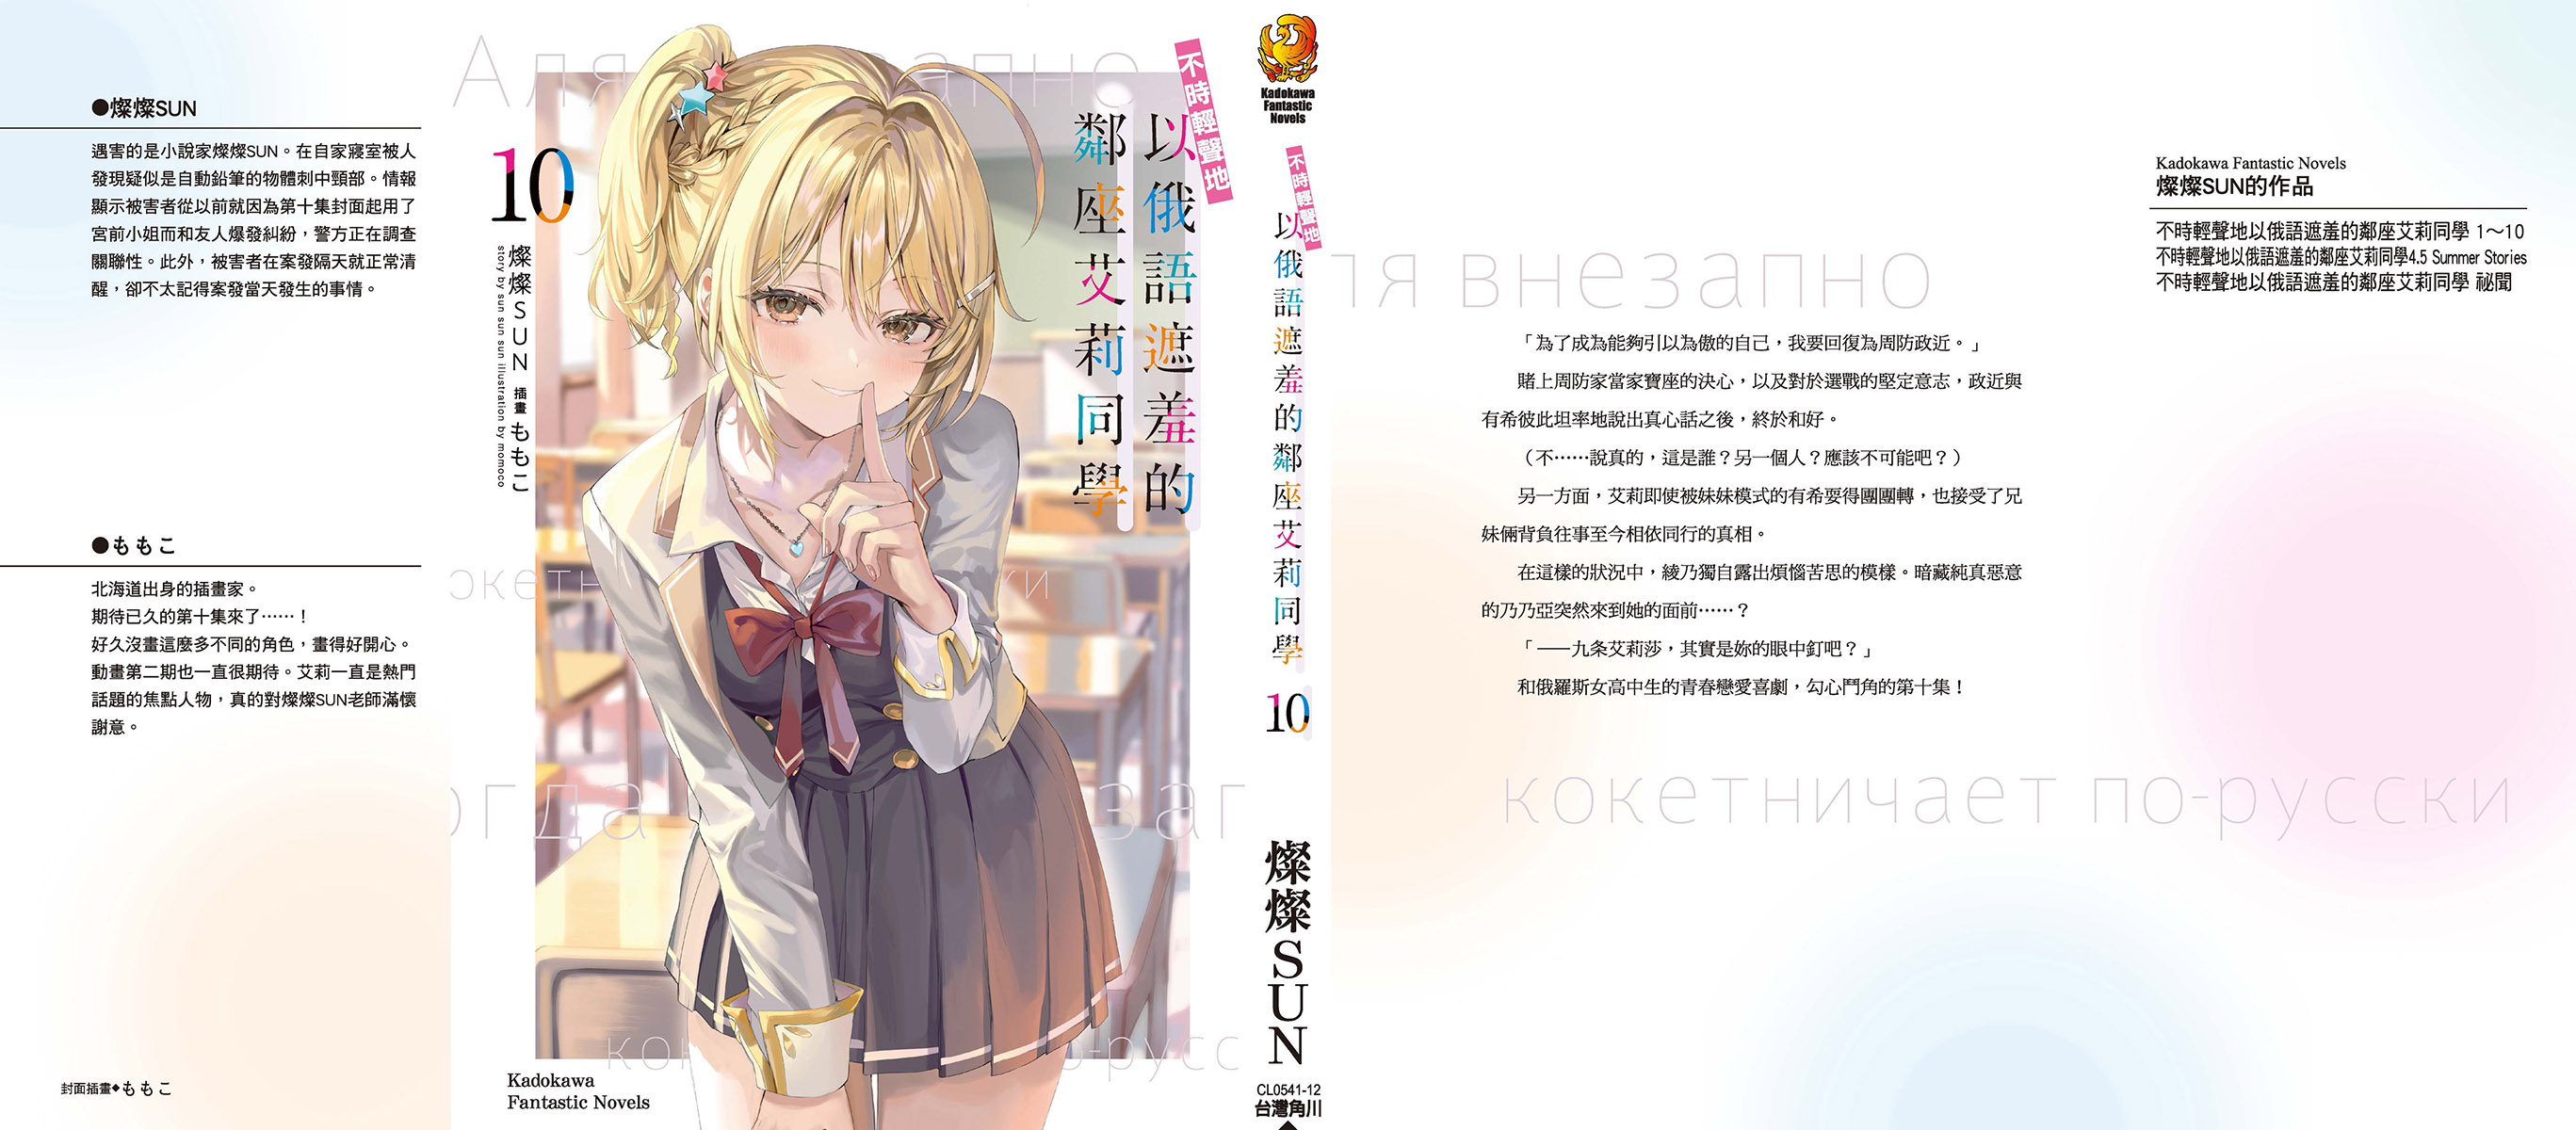 ●燦燦SUN
遇害的是小說家燦燦SUN。在自家寢室被人
發現疑似是自動鉛筆的物體刺中頸部。情報
顯示被害者從以前就因為第十集封面起用了
宮前小姐而和友人爆發糾紛，警方正在調查
關聯性。此外，被害者在案發隔天就正常清
醒，卻不太記得案發當天發生的事情。
●ももこ
北海道出身的插畫家。
期待已久的第十集來了……！
好久沒畫這麼多不同的角色，畫得好開心。
動畫第二期也一直很期待。艾莉一直是熱門
話題的焦點人物，真的對燦燦SUN老師滿懷
謝意。
封面插畫◆ももこ
不時輕聲地
以俄語遮羞的
鄰座艾莉同學
10
燦燦SUN 插畫 ももこ
story by sun sun sun illustration by momoco
Аля запно
окетн ски
огда заг
кок о-русс
Kadokawa
Fantastic Novels
Kadokawa
Fantastic
Novels
不時輕聲地
以俄語遮羞的鄰座艾莉同學
10
燦燦SUN
CL0541-12
台灣角川
ля внезапно
「為了成為能夠引以為傲的自己，我要回復為周防政近。」
賭上周防家當家寶座的決心，以及對於選戰的堅定意志，政近與
有希彼此坦率地說出真心話之後，終於和好。
（不……說真的，這是誰？另一個人？應該不可能吧？）
另一方面，艾莉即使被妹妹模式的有希耍得團團轉，也接受了兄
妹倆背負往事至今相依同行的真相。
在這樣的狀況中，綾乃獨自露出煩惱苦思的模樣。暗藏純真惡意
的乃乃亞突然來到她的面前……？
「——九条艾莉莎，其實是妳的眼中釘吧？」
和俄羅斯女高中生的青春戀愛喜劇，勾心鬥角的第十集！
кокетничает по-русски
Kadokawa Fantastic Novels
燦燦SUN的作品
不時輕聲地以俄語遮羞的鄰座艾莉同學 1～10
不時輕聲地以俄語遮羞的鄰座艾莉同學4.5 Summer Stories
不時輕聲地以俄語遮羞的鄰座艾莉同學 祕聞